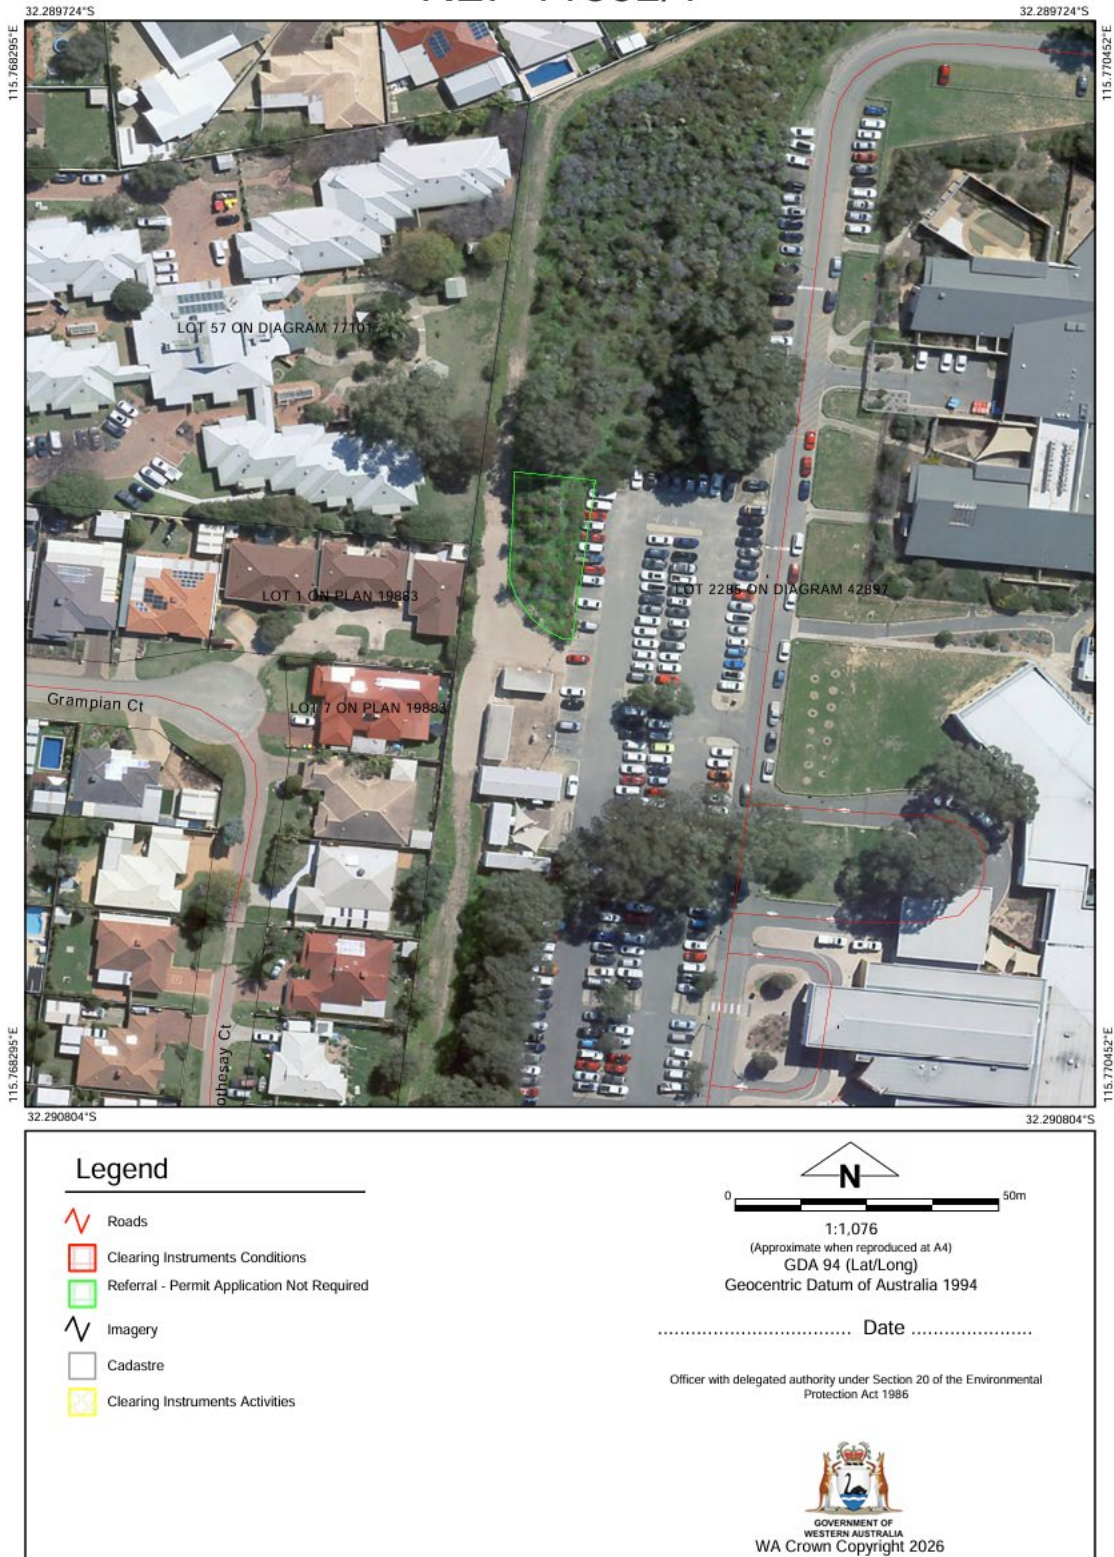 32.289724°S
32.289724°S
115.768295°E
115.770452°E
LOT 57 ON DIAGRAM 77101
LOT 1 ON PLAN 19883
LOT 2285 ON DIAGRAM 42897
Grampian Ct
LOT 7 ON PLAN 19883
othesay Ct
115.768295°E
115.770452°E
32.290804°S
32.290804°S
Legend
Roads
Clearing Instruments Conditions
Referral - Permit Application Not Required
Imagery
Cadastre
Clearing Instruments Activities
N
0
50m
1:1,076
(Approximate when reproduced at A4)
GDA 94 (Lat/Long)
Geocentric Datum of Australia 1994
.................................. Date .....................
Officer with delegated authority under Section 20 of the Environmental
Protection Act 1986
GOVERNMENT OF
WESTERN AUSTRALIA
WA Crown Copyright 2026